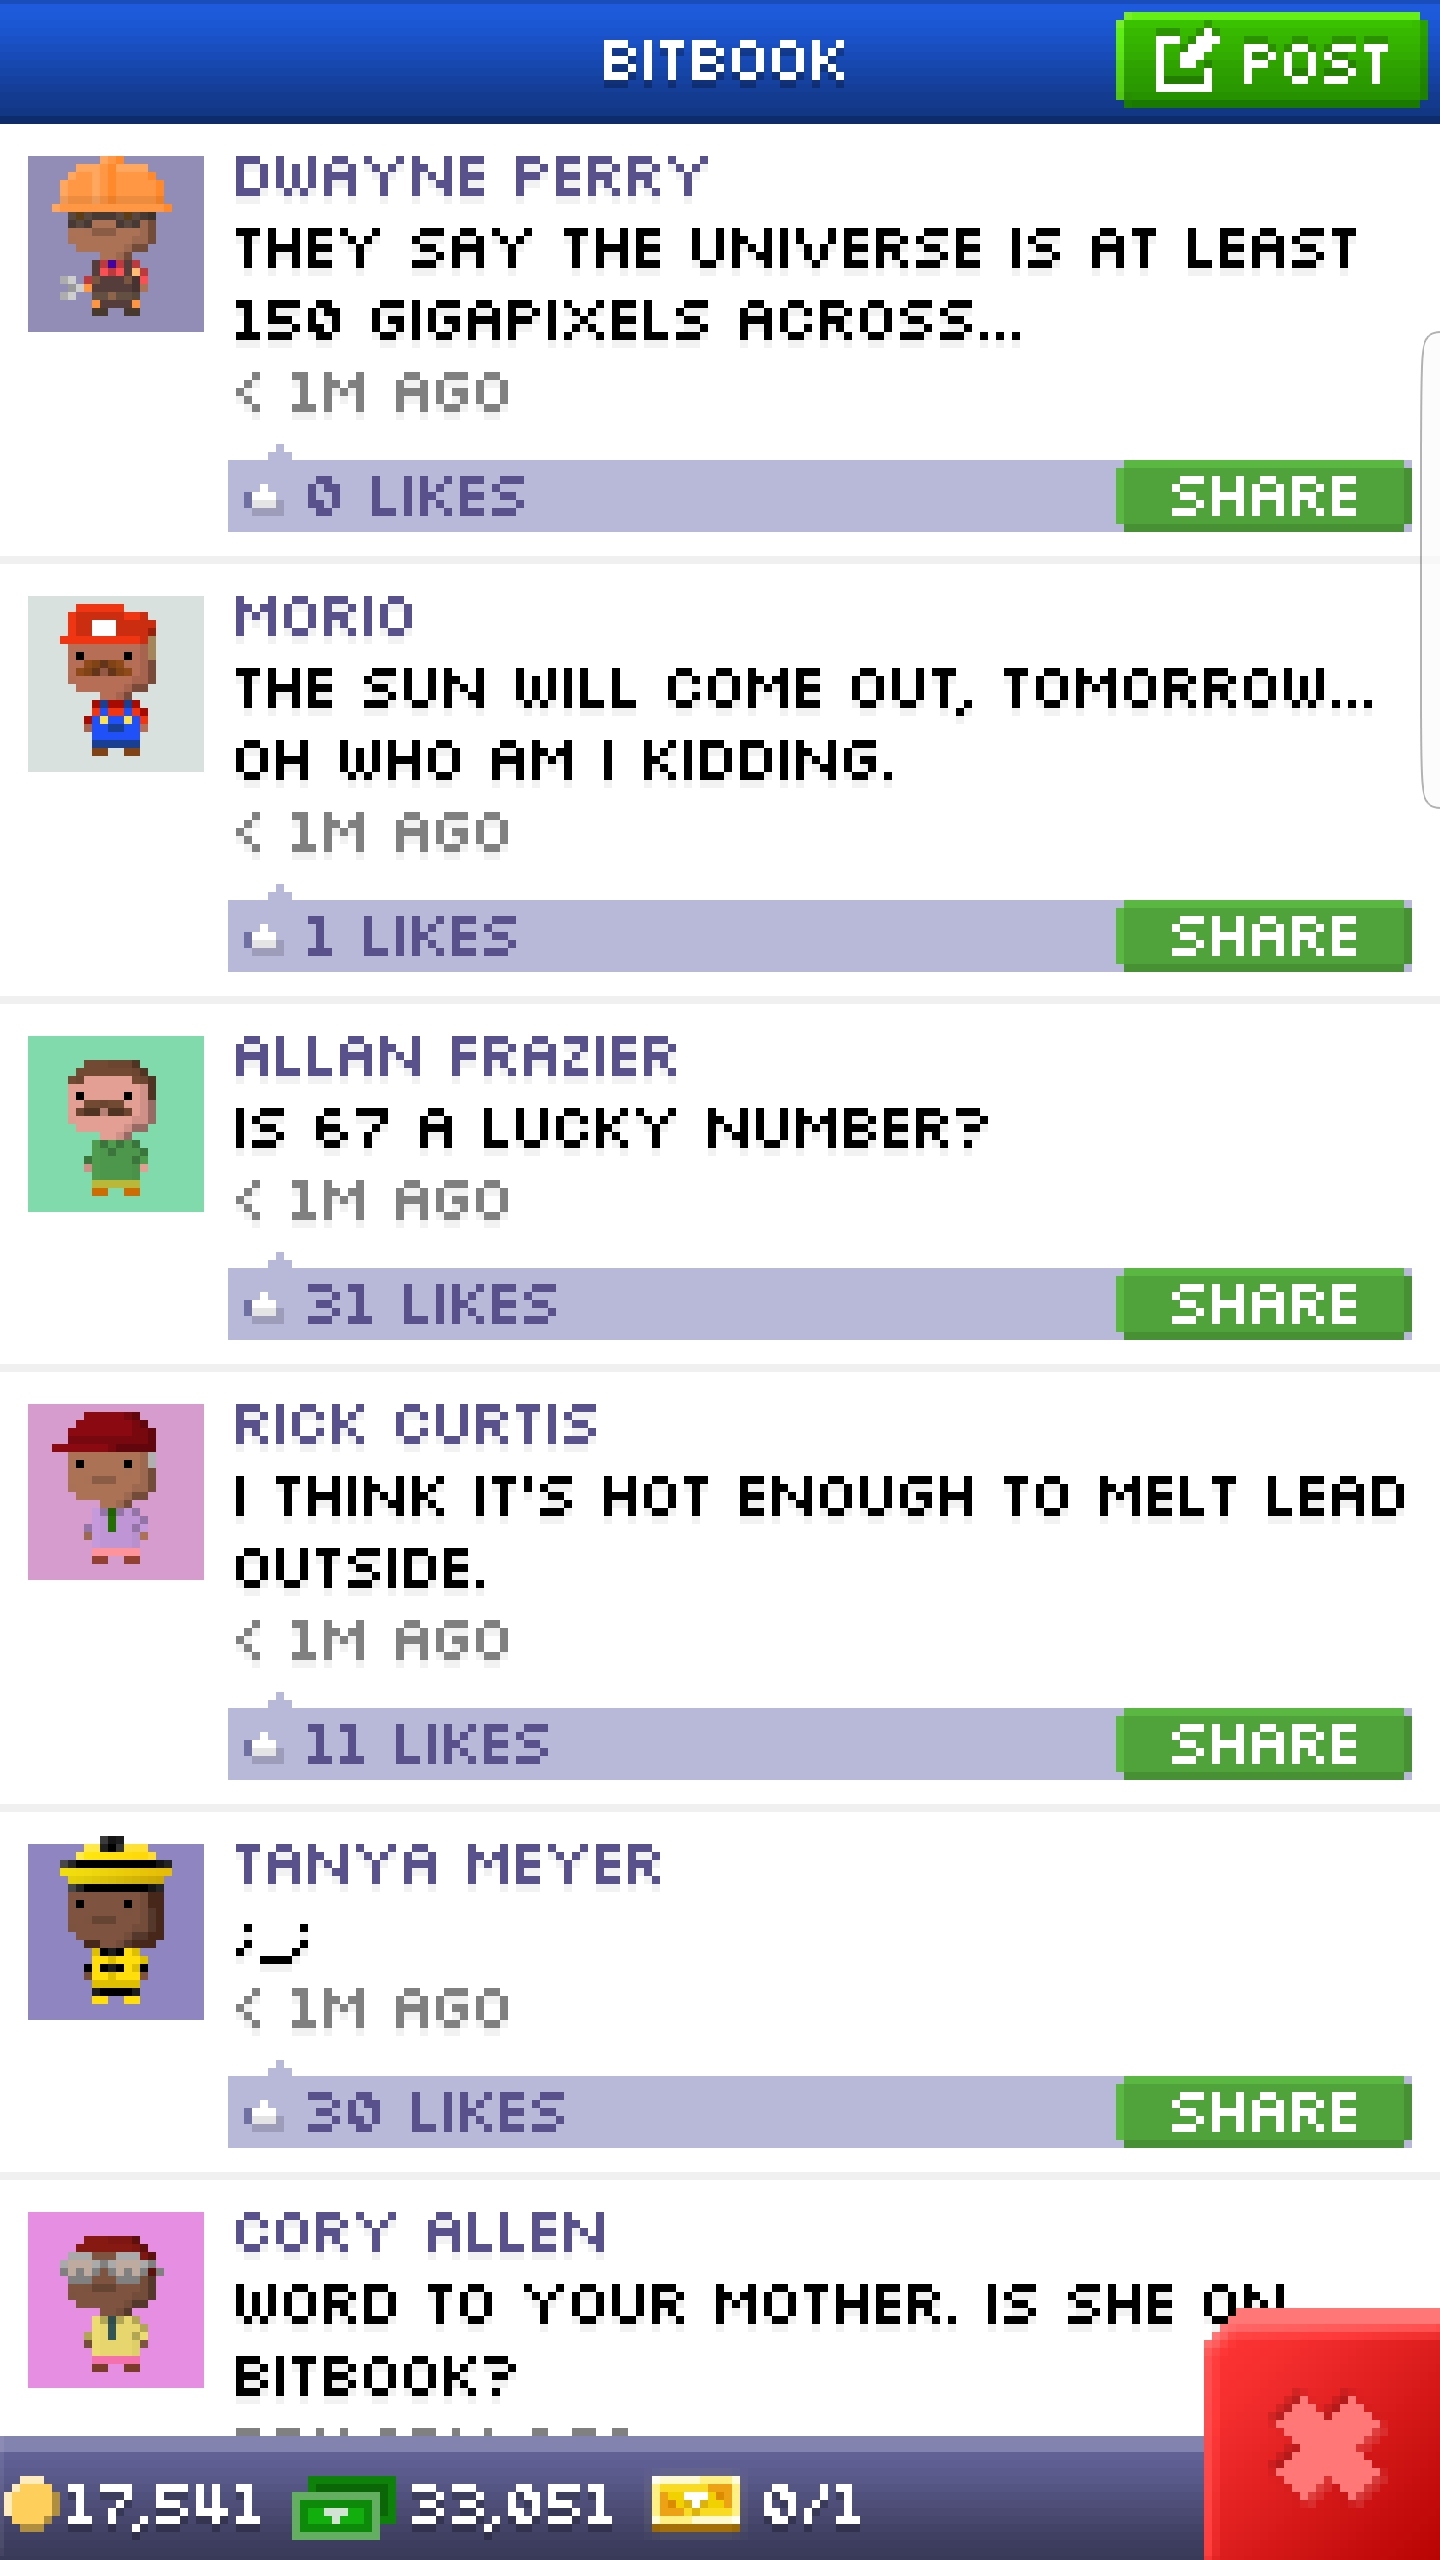 BITBOOK
POST
DWAYNE PERRY
THEY SAY THE UNIVERSE IS AT LEAST
150 GIGAPIXELS ACROSS...
< 1M AGO
0 LIKES
SHARE
MORIO
THE SUN WILL COME OUT, TOMORROW...
OH WHO AM I KIDDING.
< 1M AGO
1 LIKES
SHARE
ALLAN FRAZIER
IS 67 A LUCKY NUMBER?
< 1M AGO
31 LIKES
SHARE
RICK CURTIS
I THINK IT'S HOT ENOUGH TO MELT LEAD
OUTSIDE.
< 1M AGO
11 LIKES
SHARE
TANYA MEYER
;_;
< 1M AGO
30 LIKES
SHARE
CORY ALLEN
WORD TO YOUR MOTHER. IS SHE ON
BITBOOK?
17,541
33,051
0/1